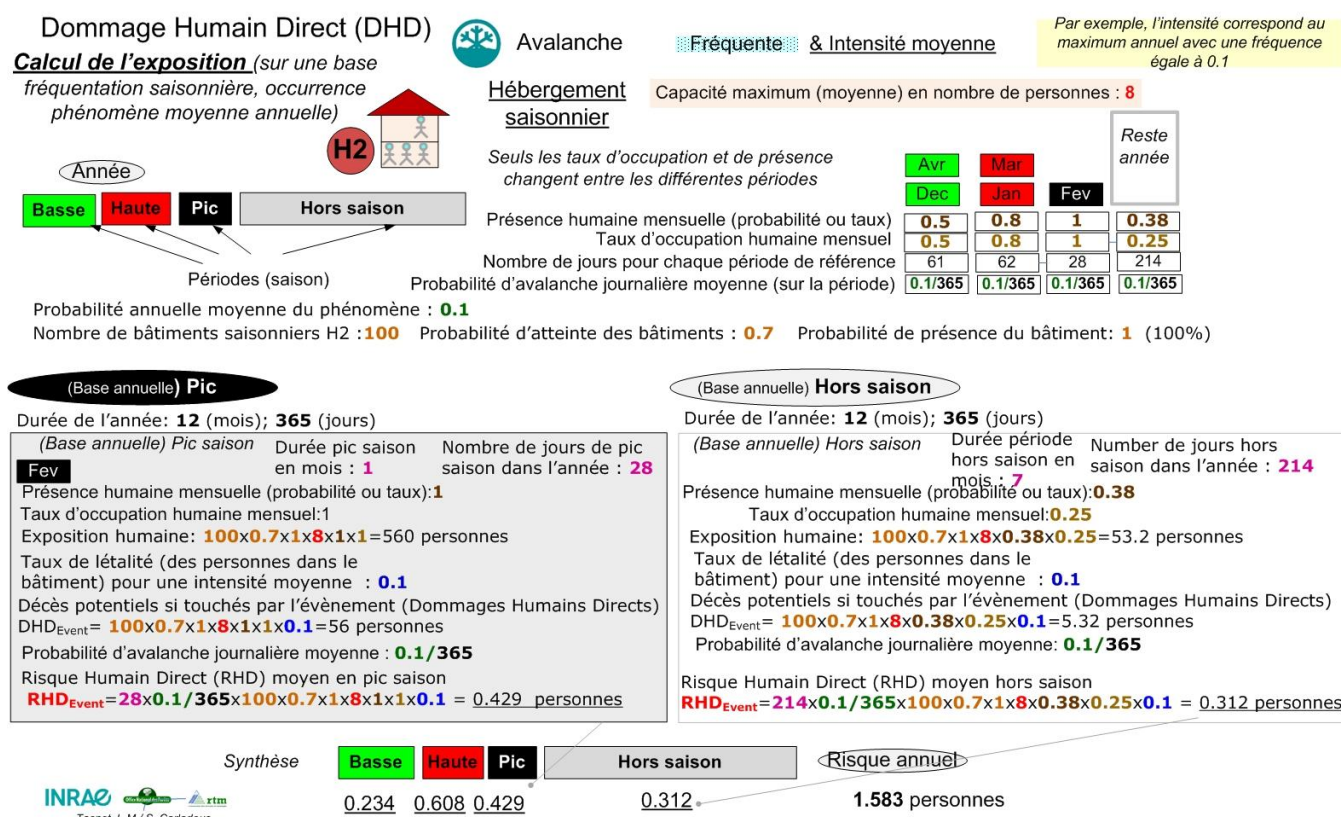 Dommage Humain Direct (DHD)
Calcul de l'exposition (sur une base
fréquentation saisonnière, occurrence
phénomène moyenne annuelle)
Avalanche
Fréquente & Intensité moyenne
Par exemple, l'intensité correspond au
maximum annuel avec une fréquence
égale à 0.1
Hébergement
saisonnier
Capacité maximum (moyenne) en nombre de personnes : 8
H2
Année
Basse Haute Pic Hors saison
Périodes (saison)
Seuls les taux d'occupation et de présence
changent entre les différentes périodes
Reste
année
Avr Mar
Dec Jan Fev
Présence humaine mensuelle (probabilité ou taux) 0.5 0.8 1 0.38
Taux d'occupation humaine mensuel 0.5 0.8 1 0.25
Nombre de jours pour chaque période de référence 61 62 28 214
Probabilité d'avalanche journalière moyenne (sur la période) 0.1/365 0.1/365 0.1/365 0.1/365
Probabilité annuelle moyenne du phénomène : 0.1
Nombre de bâtiments saisonniers H2 :100 Probabilité d'atteinte des bâtiments : 0.7 Probabilité de présence du bâtiment: 1 (100%)
(Base annuelle) Pic
Durée de l'année: 12 (mois); 365 (jours)
(Base annuelle) Pic saison
Durée pic saison
en mois : 1
Nombre de jours de pic
saison dans l'année : 28
Fev
Présence humaine mensuelle (probabilité ou taux):1
Taux d'occupation humaine mensuel:1
Exposition humaine: 100x0.7x1x8x1x1=560 personnes
Taux de létalité (des personnes dans le
bâtiment) pour une intensité moyenne : 0.1
Décès potentiels si touchés par l'évènement (Dommages Humains Directs)
DHDEvent= 100x0.7x1x8x1x1x0.1=56 personnes
Probabilité d'avalanche journalière moyenne : 0.1/365
Risque Humain Direct (RHD) moyen en pic saison
RHDEvent=28x0.1/365x100x0.7x1x8x1x1x0.1 = 0.429 personnes
(Base annuelle) Hors saison
Durée de l'année: 12 (mois); 365 (jours)
(Base annuelle) Hors saison
Durée période
hors saison en
mois : 7
Number de jours hors
saison dans l'année : 214
Présence humaine mensuelle (probabilité ou taux):0.38
Taux d'occupation humaine mensuel:0.25
Exposition humaine: 100x0.7x1x8x0.38x0.25=53.2 personnes
Taux de létalité (des personnes dans le
bâtiment) pour une intensité moyenne : 0.1
Décès potentiels si touchés par l'évènement (Dommages Humains Directs)
DHDEvent= 100x0.7x1x8x0.38x0.25x0.1=5.32 personnes
Probabilité d'avalanche journalière moyenne: 0.1/365
Risque Humain Direct (RHD) moyen hors saison
RHDEvent=214x0.1/365x100x0.7x1x8x0.38x0.25x0.1 = 0.312 personnes
Synthèse Basse Haute Pic Hors saison Risque annuel
0.234 0.608 0.429 0.312 1.583 personnes
INRAE rtm